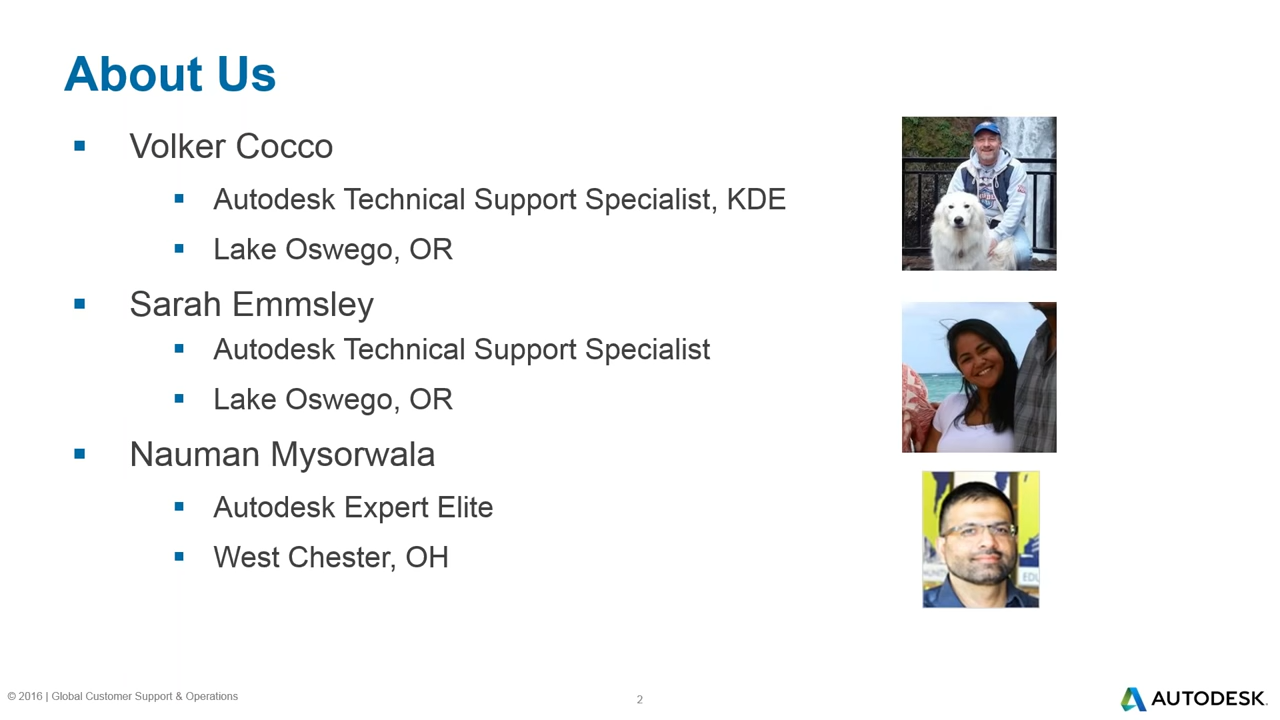 About Us
Volker Cocco
Autodesk Technical Support Specialist, KDE
Lake Oswego, OR
Sarah Emmsley
Autodesk Technical Support Specialist
Lake Oswego, OR
Nauman Mysorwala
Autodesk Expert Elite
West Chester, OH
© 2016 | Global Customer Support & Operations
2
AUTODESK.